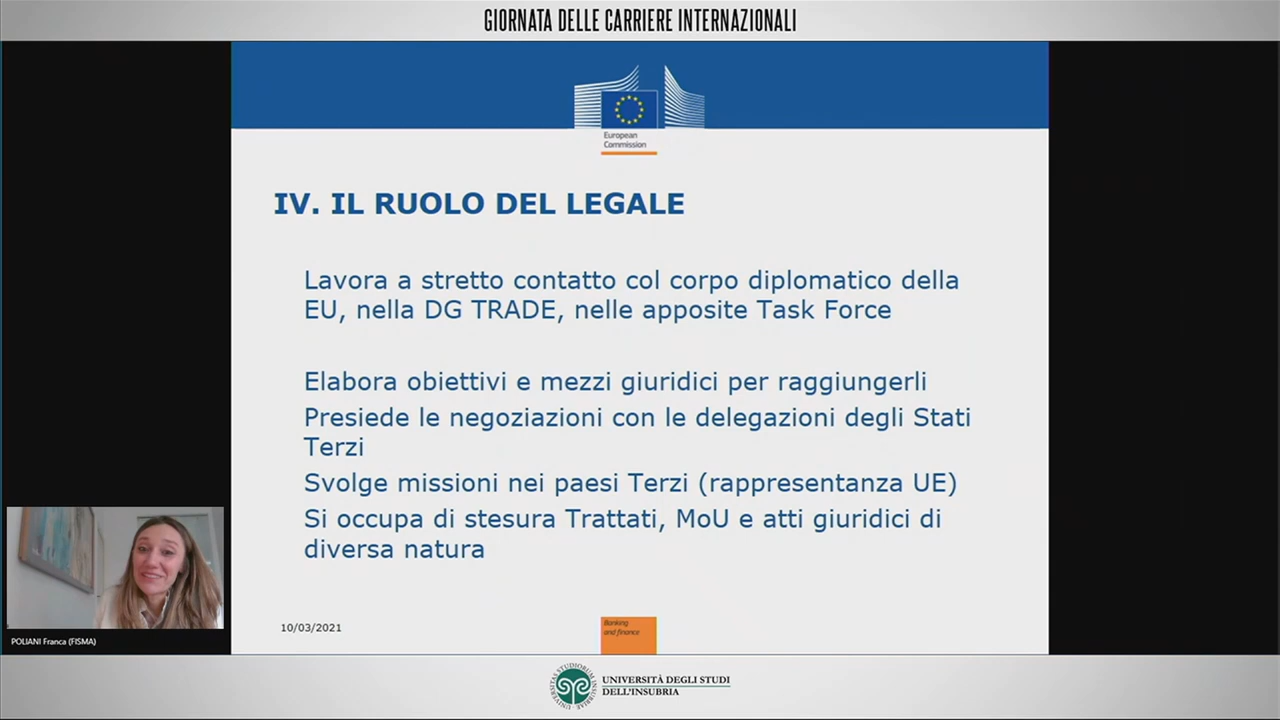 GIORNATA DELLE CARRIERE INTERNAZIONALI
European
Commission
IV. IL RUOLO DEL LEGALE
Lavora a stretto contatto col corpo diplomatico della
EU, nella DG TRADE, nelle apposite Task Force
Elabora obiettivi e mezzi giuridici per raggiungerli
Presiede le negoziazioni con le delegazioni degli Stati
Terzi
Svolge missioni nei paesi Terzi (rappresentanza UE)
Si occupa di stesura Trattati, MoU e atti giuridici di
diversa natura
POLIANI Franca (FISMA)
10/03/2021
Banking
and finance
UNIVERSITÀ DEGLI STUDI
DELL'INSUBRIA